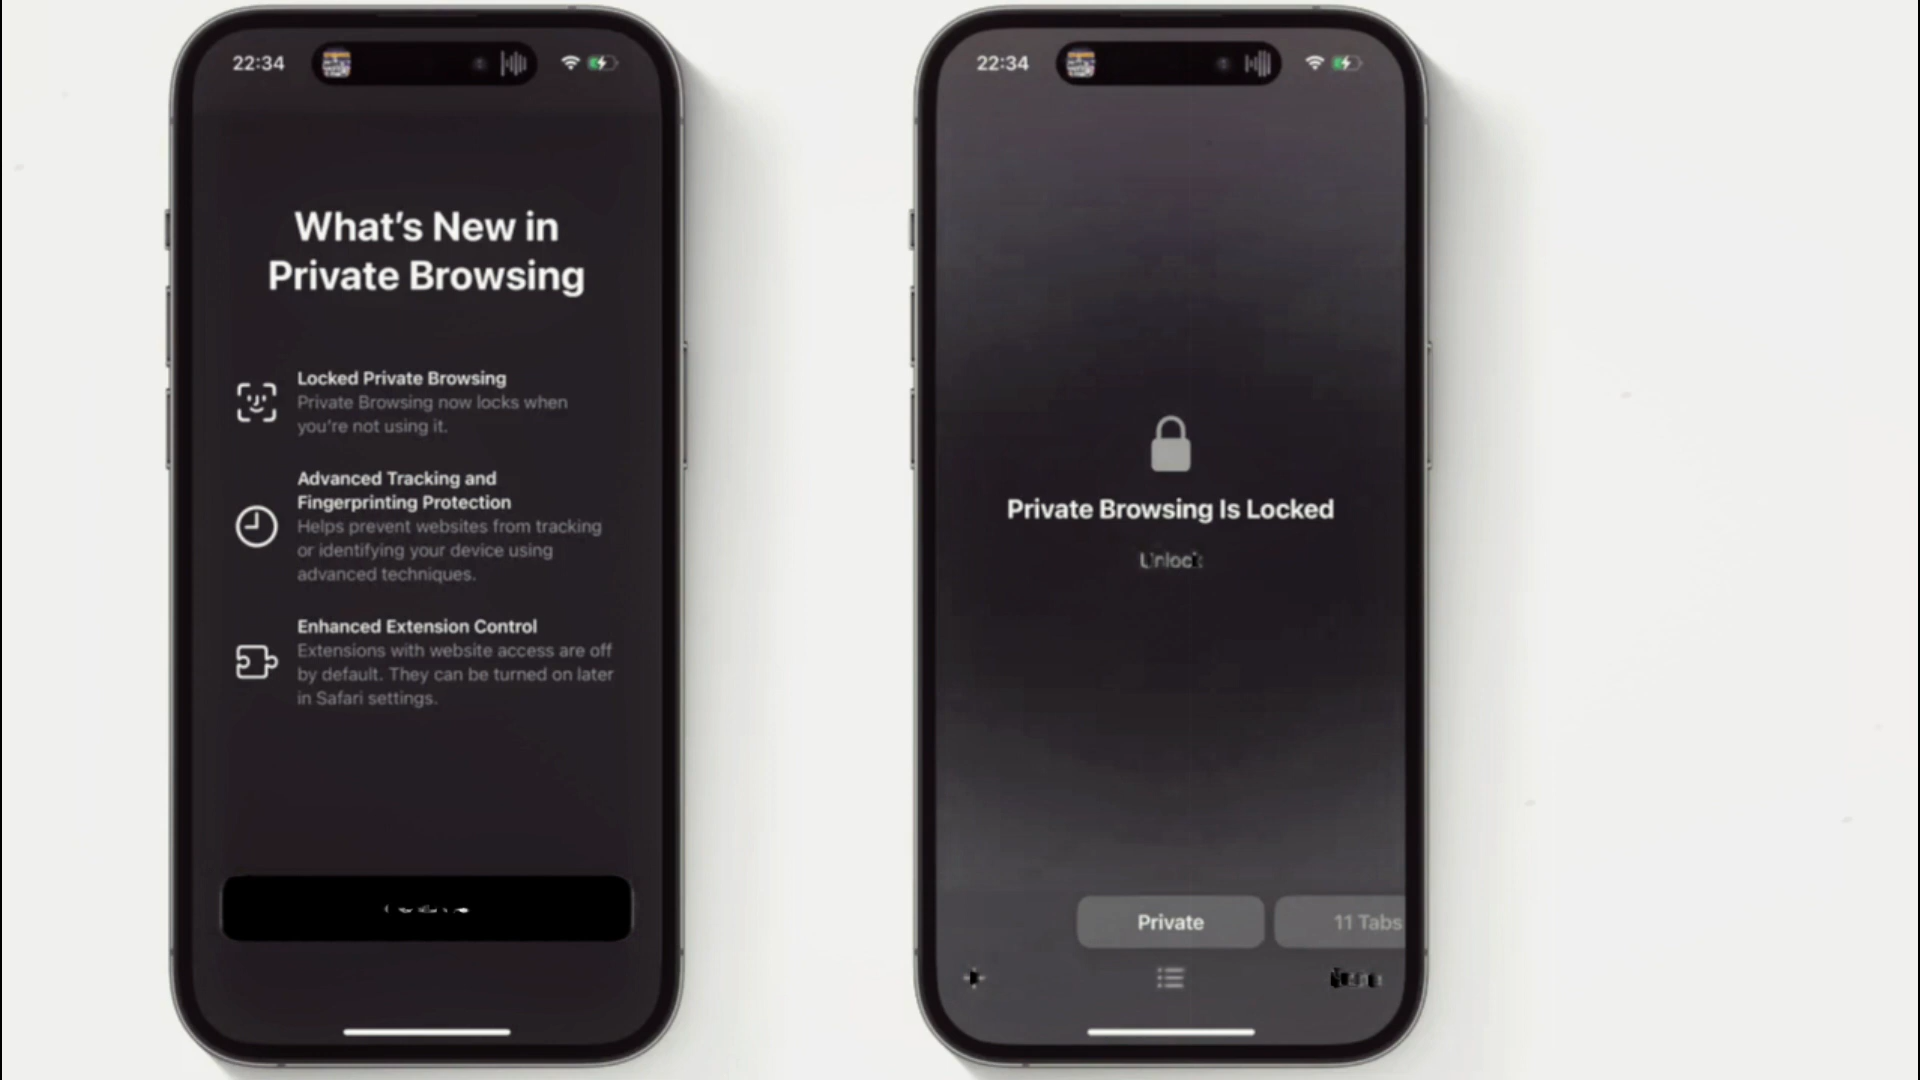 22:34
What's New in
Private Browsing
Locked Private Browsing
Private Browsing now locks when
you're not using it.
Advanced Tracking and
Fingerprinting Protection
Helps prevent websites from tracking
or identifying your device using
advanced techniques.
Enhanced Extension Control
Extensions with website access are off
by default. They can be turned on later
in Safari settings.
22:34
Private Browsing Is Locked
Unlock
Private
11 Tabs